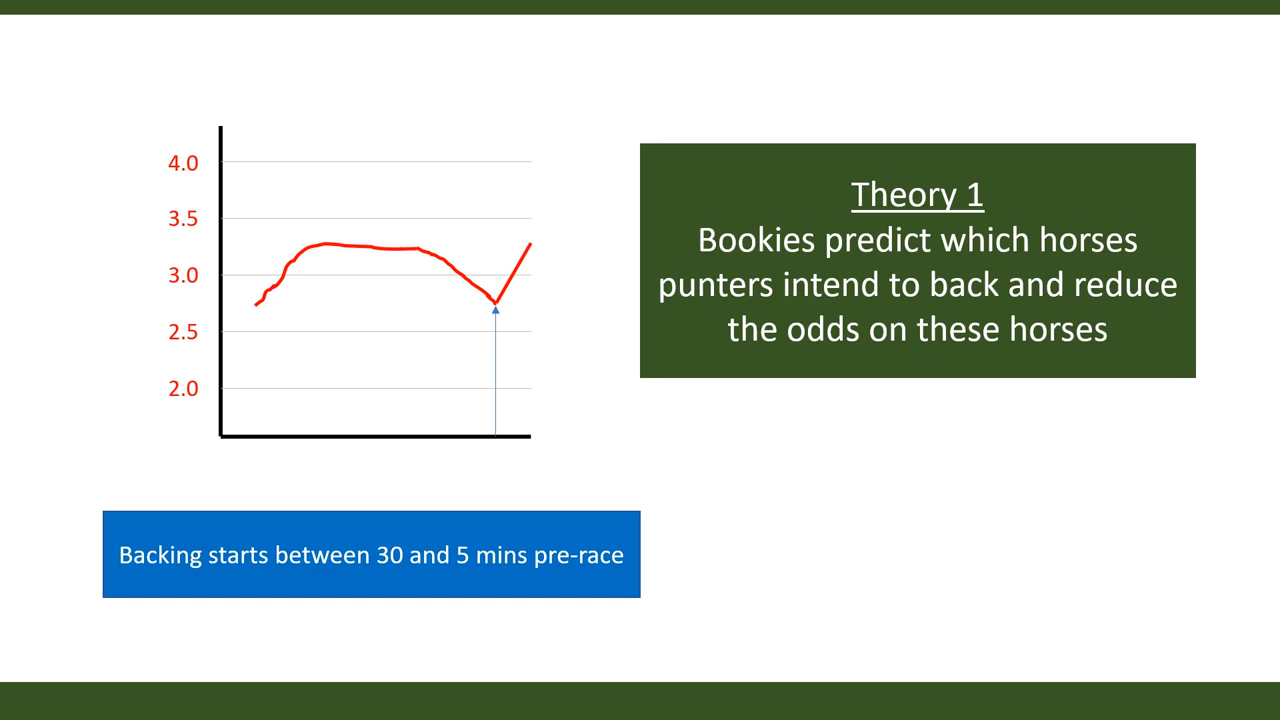 4.0
3.5
3.0
2.5
2.0
Theory 1
Bookies predict which horses
punters intend to back and reduce
the odds on these horses
Backing starts between 30 and 5 mins pre-race